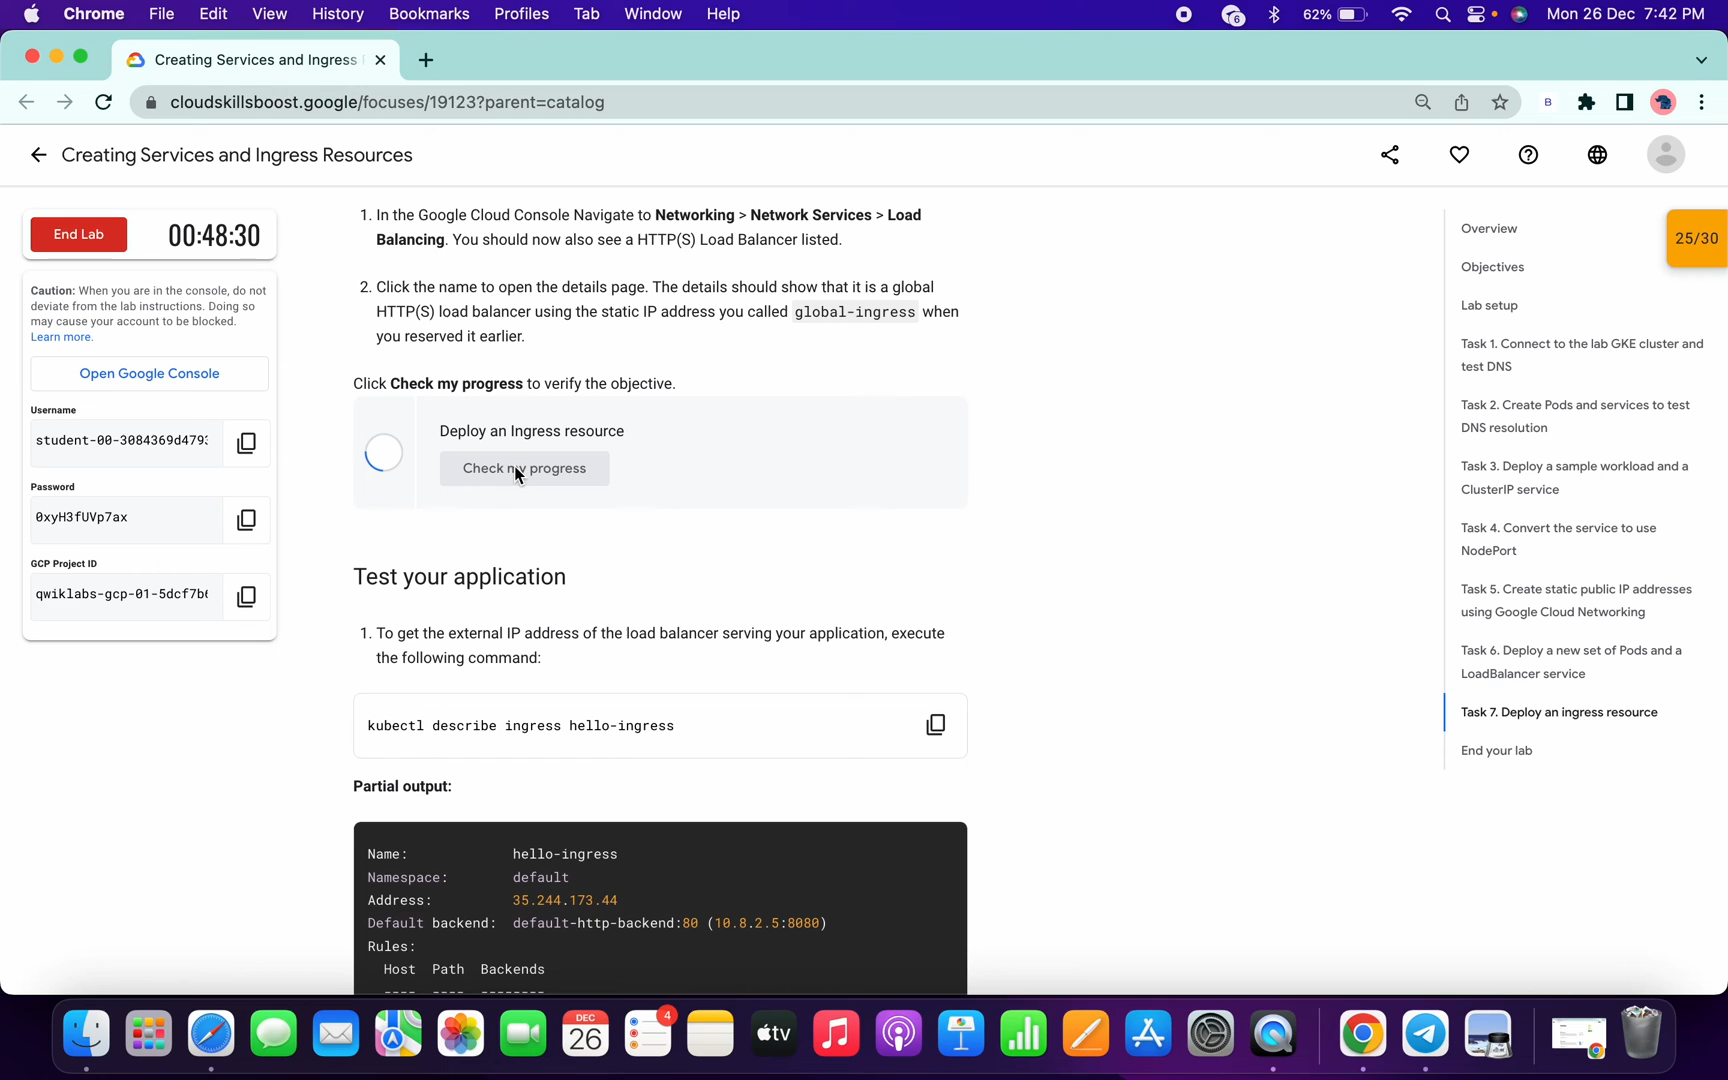 Chrome File Edit View History Bookmarks Profiles Tab Window Help 6 62% Mon 26 Dec 7:42 PM
Creating Services and Ingress
cloudskillsboost.google/focuses/19123?parent=catalog B
Creating Services and Ingress Resources
End Lab 00:48:30
Caution: When you are in the console, do not
deviate from the lab instructions. Doing so
may cause your account to be blocked.
Learn more.
Open Google Console
Username
student-00-3084369d479
Password
0xyH3fUVp7ax
GCP Project ID
qwiklabs-gcp-01-5dcf7b
1. In the Google Cloud Console Navigate to Networking > Network Services > Load
Balancing. You should now also see a HTTP(S) Load Balancer listed.
2. Click the name to open the details page. The details should show that it is a global
HTTP(S) load balancer using the static IP address you called global-ingress when
you reserved it earlier.
Click Check my progress to verify the objective.
Deploy an Ingress resource
Check my progress
Test your application
1. To get the external IP address of the load balancer serving your application, execute
the following command:
kubectl describe ingress hello-ingress
Partial output:
Name: hello-ingress
Namespace: default
Address: 35.244.173.44
Default backend: default-http-backend:80 (10.8.2.5:8080)
Rules:
Host Path Backends
---- ---- --------
Overview
25/30
Objectives
Lab setup
Task 1. Connect to the lab GKE cluster and
test DNS
Task 2. Create Pods and services to test
DNS resolution
Task 3. Deploy a sample workload and a
ClusterIP service
Task 4. Convert the service to use
NodePort
Task 5. Create static public IP addresses
using Google Cloud Networking
Task 6. Deploy a new set of Pods and a
LoadBalancer service
Task 7. Deploy an ingress resource
End your lab
DEC
26
4
tv